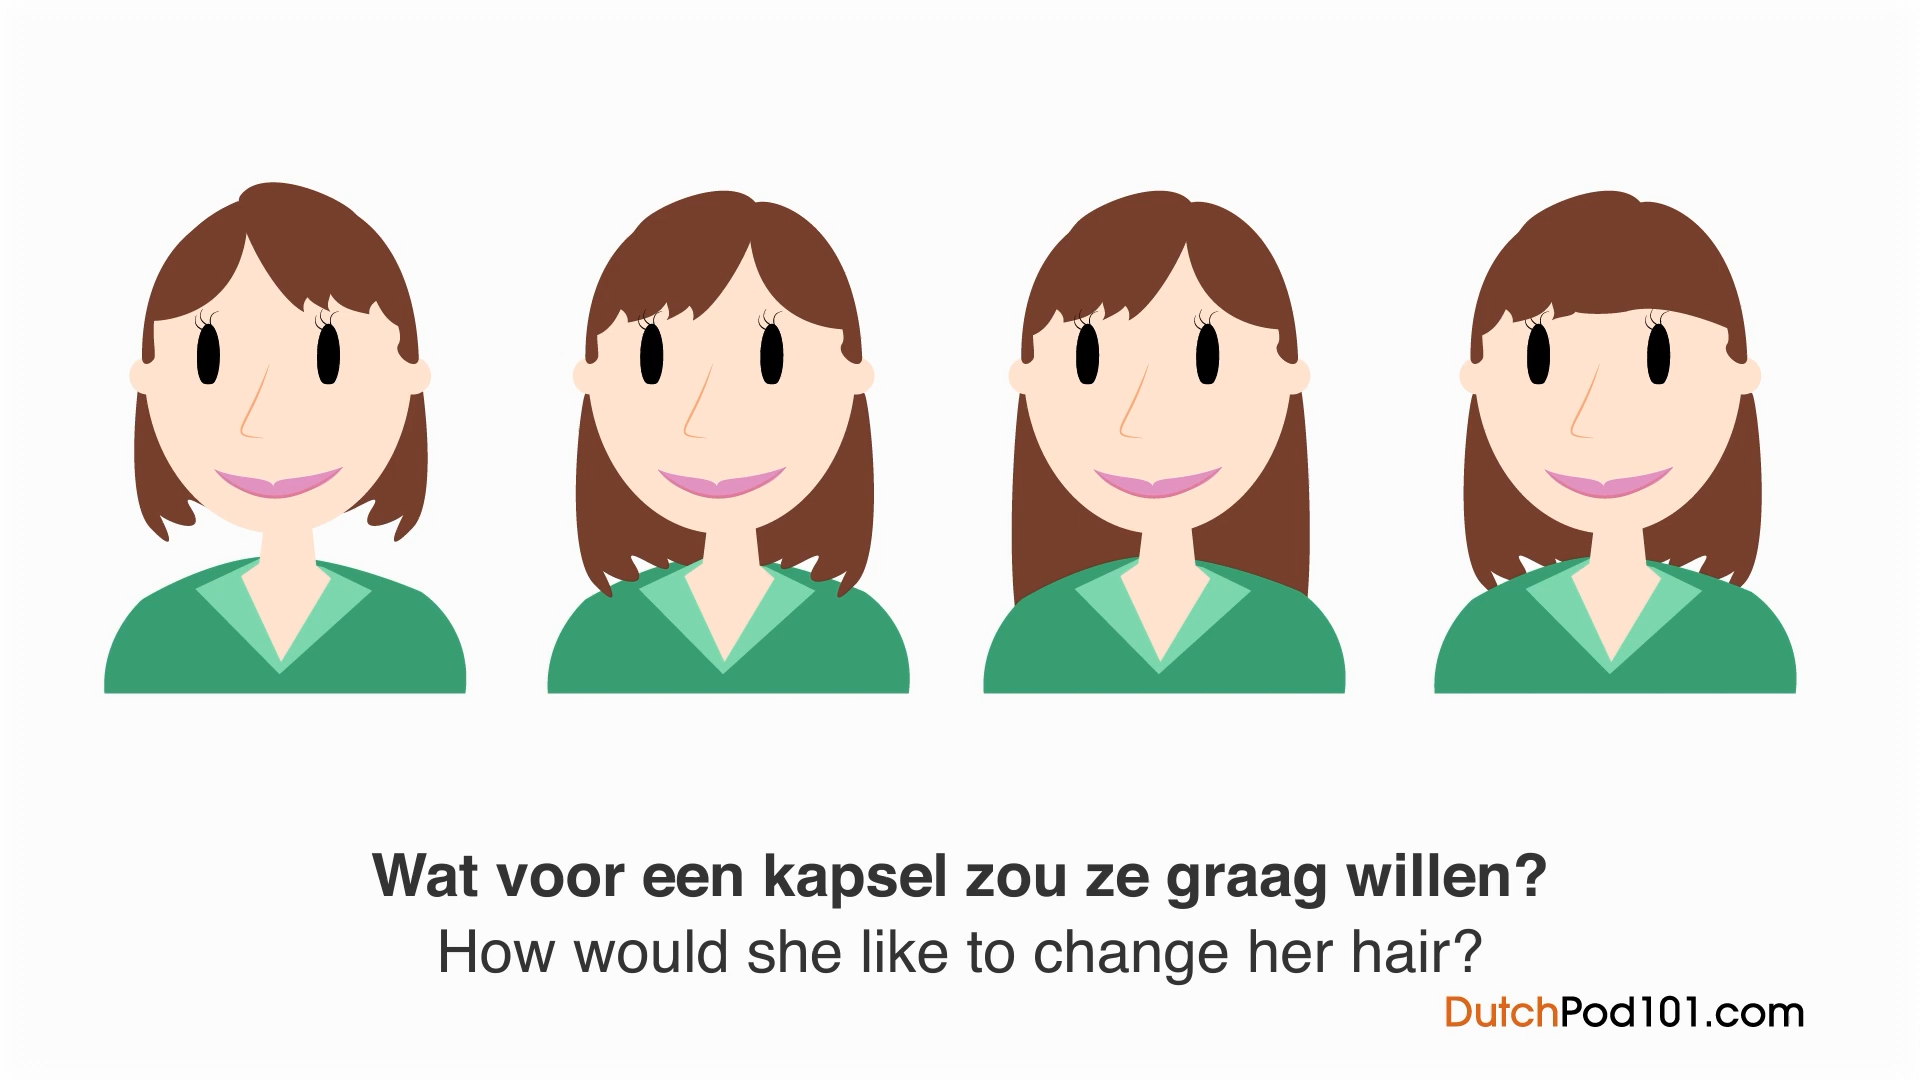 Wat voor een kapsel zou ze graag willen?
How would she like to change her hair?
DutchPod101.com